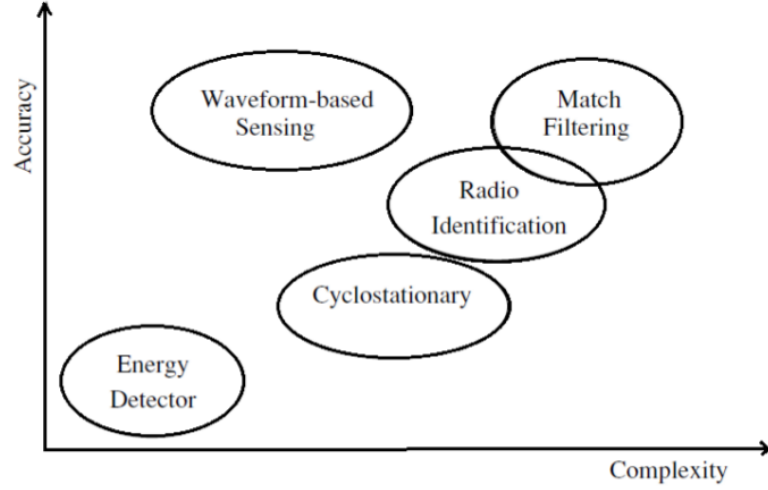 Accuracy
Waveform-based
Sensing
Match
Filtering
Radio
Identification
Cyclostationary
Energy
Detector
Complexity